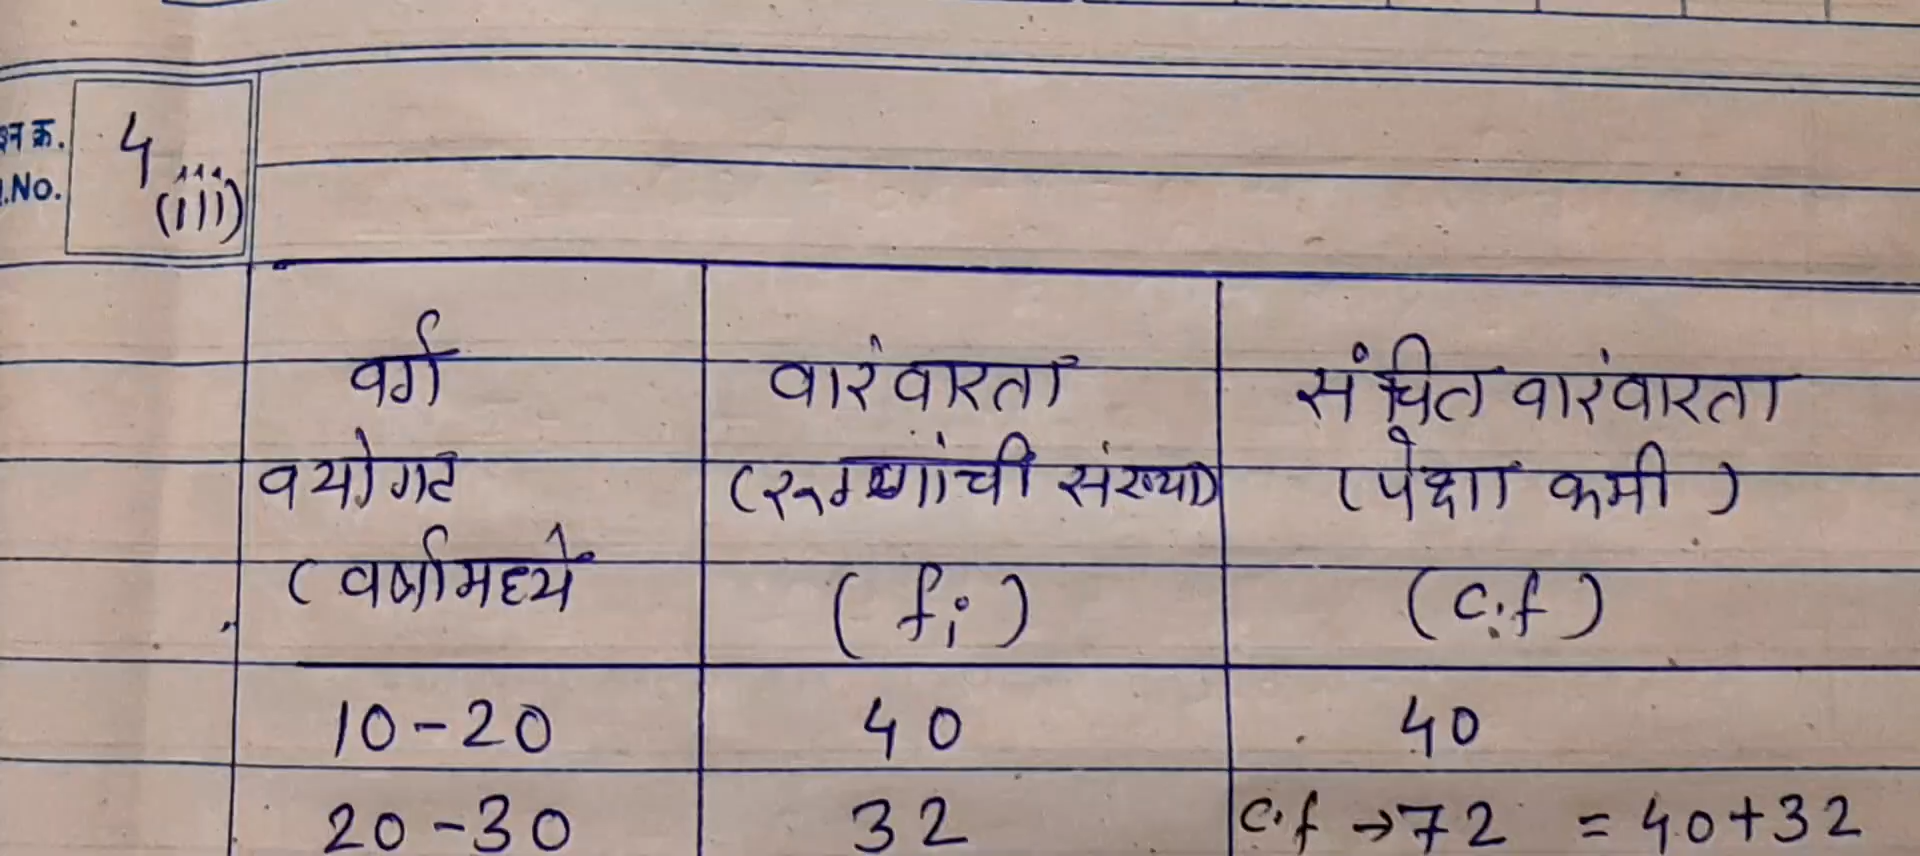 श्न क्र.
.No.
4
(iii)
वर्ग वारंवारता संचित वारंवारता
वयोगट (रुग्णांची संख्या) (पेक्षा कमी)
(वर्षामध्ये (fi) (c.f)
10-20 40 40
20-30 32 c.f → 72 = 40+32